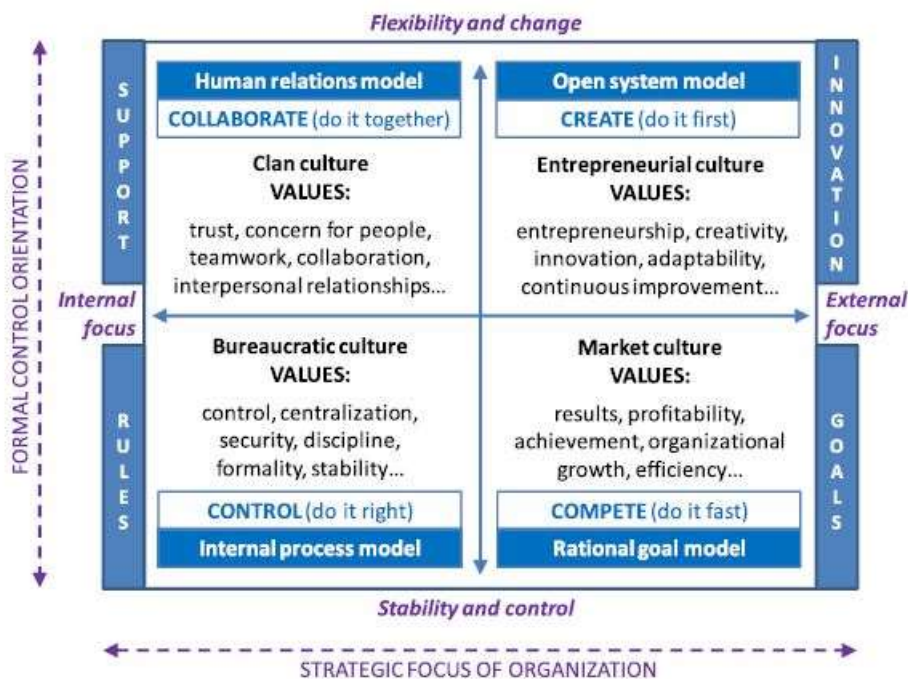 Flexibility and change
SUPPORT
INNOVATION
Human relations model
COLLABORATE (do it together)
Clan culture
VALUES:
trust, concern for people,
teamwork, collaboration,
interpersonal relationships...
Open system model
CREATE (do it first)
Entrepreneurial culture
VALUES:
entrepreneurship, creativity,
innovation, adaptability,
continuous improvement...
FORMAL CONTROL ORIENTATION
Internal
focus
External
focus
RULES
GOALS
Bureaucratic culture
VALUES:
control, centralization,
security, discipline,
formality, stability...
CONTROL (do it right)
Internal process model
Market culture
VALUES:
results, profitability,
achievement, organizational
growth, efficiency...
COMPETE (do it fast)
Rational goal model
Stability and control
STRATEGIC FOCUS OF ORGANIZATION